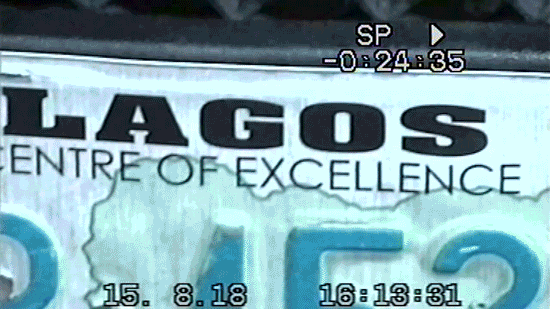 SP
-0:24:35
LAGOS
CENTRE OF EXCELLENCE
15. 8.18 16:13:31